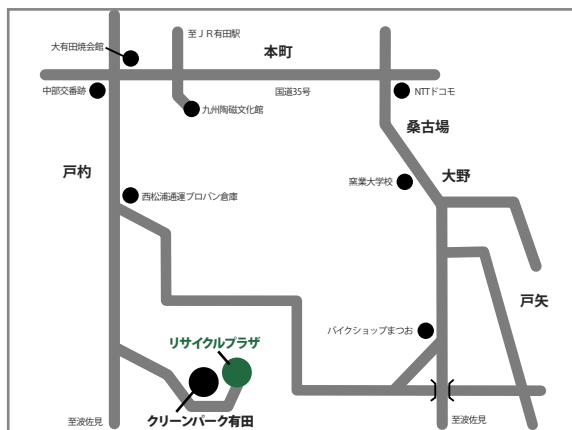 至ＪＲ有田駅
大有田焼会館
本町
中部交番跡
国道35号
NTTドコモ
九州陶磁文化館
桑古場
戸杓
大野
窯業大学校
西松浦通運プロパン倉庫
戸矢
バイクショップまつお
リサイクルプラザ
至波佐見
クリーンパーク有田
至波佐見